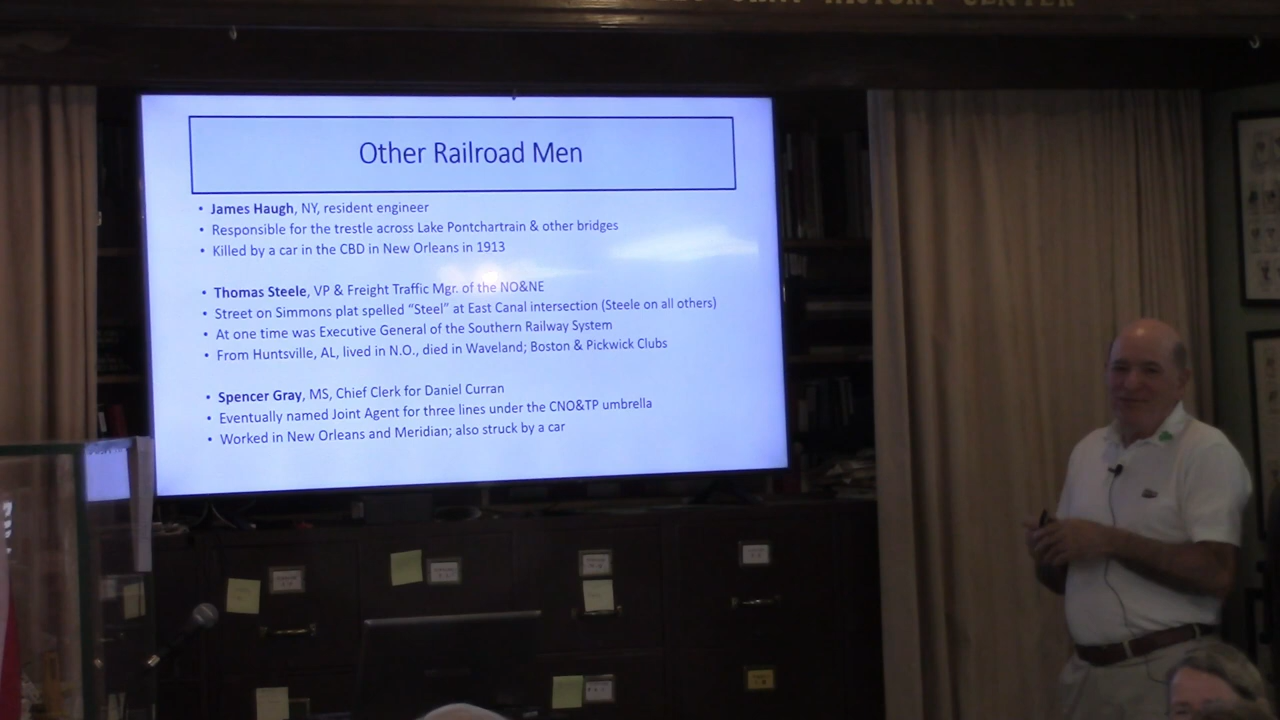 HISTORY CENTER
Other Railroad Men
• James Haugh, NY, resident engineer
• Responsible for the trestle across Lake Pontchartrain & other bridges
• Killed by a car in the CBD in New Orleans in 1913
• Thomas Steele, VP & Freight Traffic Mgr. of the NO&NE
• Street on Simmons plat spelled “Steel” at East Canal intersection (Steele on all others)
• At one time was Executive General of the Southern Railway System
• From Huntsville, AL, lived in N.O., died in Waveland; Boston & Pickwick Clubs
• Spencer Gray, MS, Chief Clerk for Daniel Curran
• Eventually named Joint Agent for three lines under the CNO&TP umbrella
• Worked in New Orleans and Meridian; also struck by a car